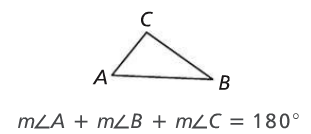 C
A
B
m∠A + m∠B + m∠C = 180°